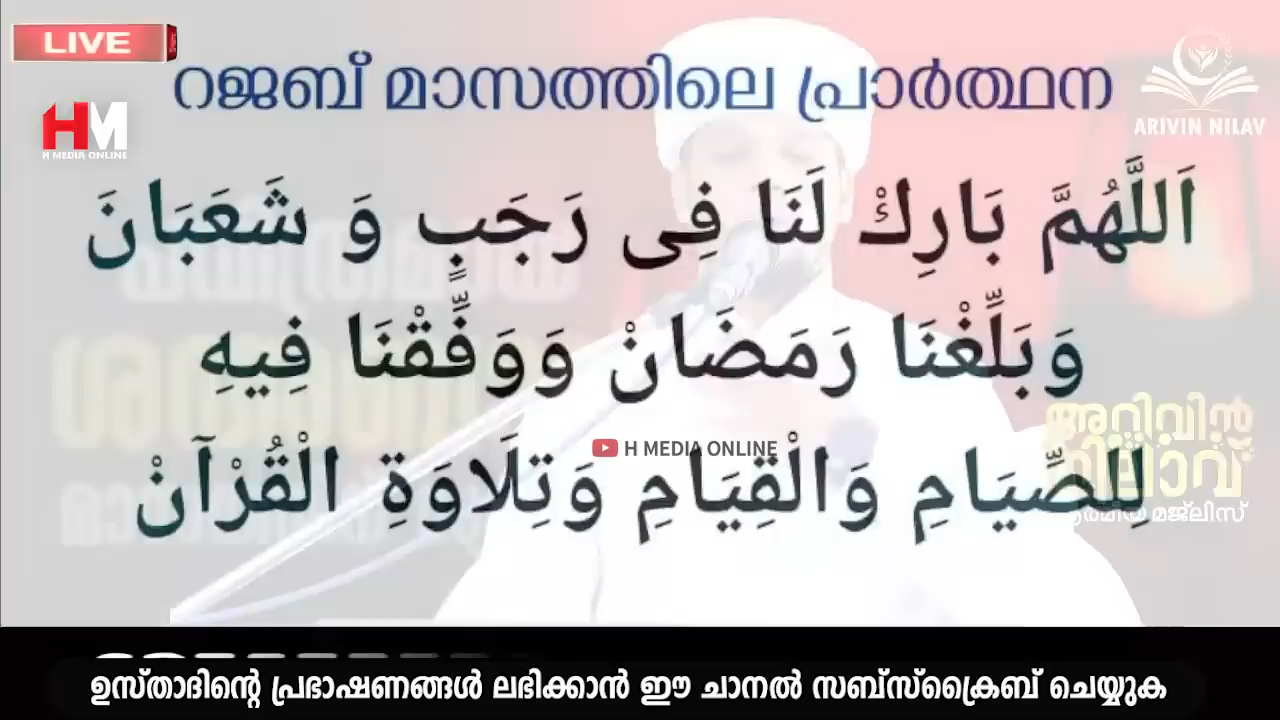 LIVE
റജബ് മാസത്തിലെ പ്രാർത്ഥന
HM
H MEDIA ONLINE
ARIVIN NILAV
اَللَّهُمَّ بَارِكْ لَنَا فِى رَجَبٍ وَ شَعَبَانَ
وَبَلِّغْنَا رَمَضَانْ وَوَفِّقْنَا فِيهِ
H MEDIA ONLINE
لِلصِّيَامِ وَالْقِيَامِ وَتِلَاوَةِ الْقُرْآنْ
അറിവിൻ
നിലാവ്
മജ്ലിസ്
ഉസ്താദിന്റെ പ്രഭാഷണങ്ങൾ ലഭിക്കാൻ ഈ ചാനൽ സബ്സ്ക്രൈബ് ചെയ്യുക